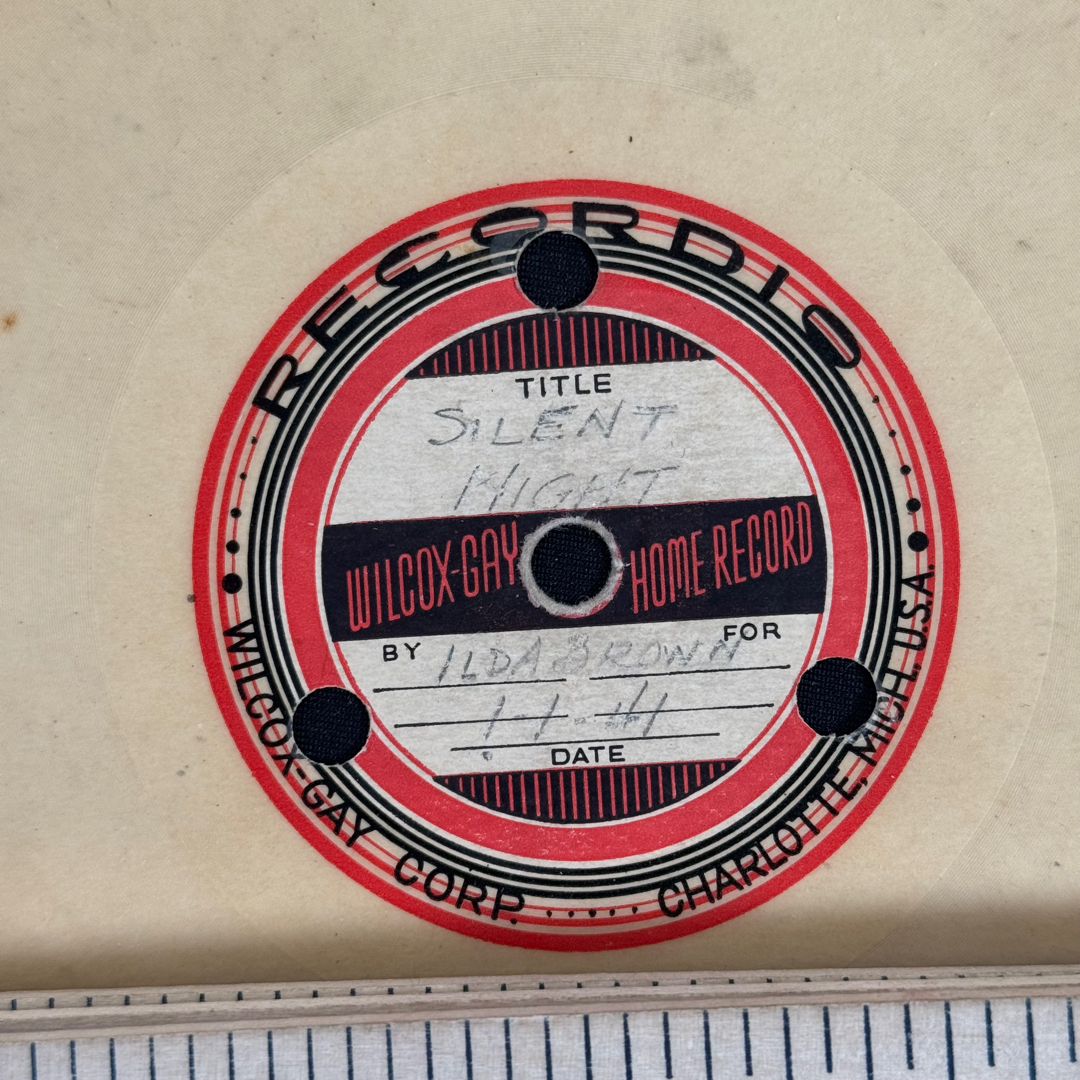 RECORDIO
TITLE
SILENT
NIGHT
WILCOX-GAY HOME RECORD
BY FOR
ILDA BROWN
1-1-41
DATE
WILCOX-GAY CORP. ..... CHARLOTTE, MICH. U.S.A.